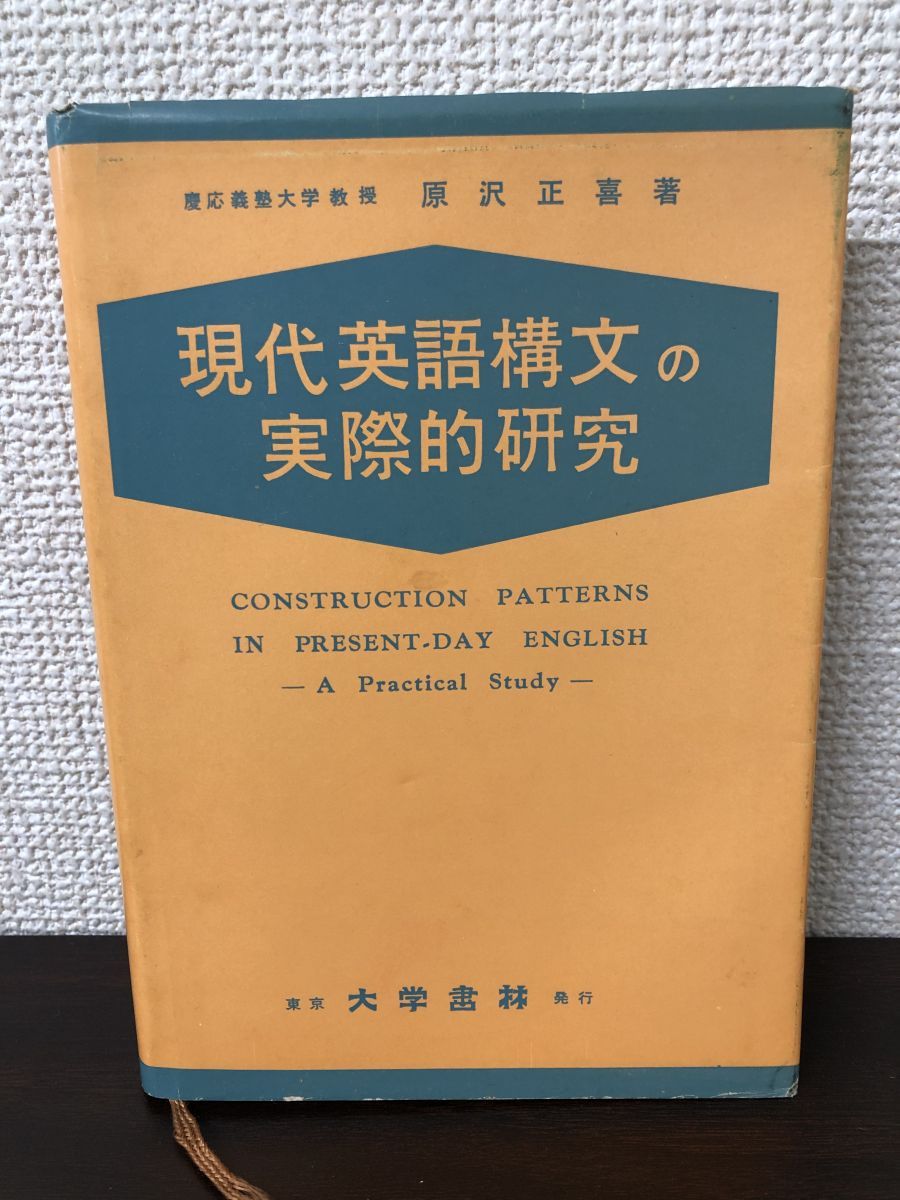 慶応義塾大学教授 原沢正喜著
現代英語構文の
実際的研究
CONSTRUCTION PATTERNS
IN PRESENT-DAY ENGLISH
— A Practical Study —
東京 大学書林 発行